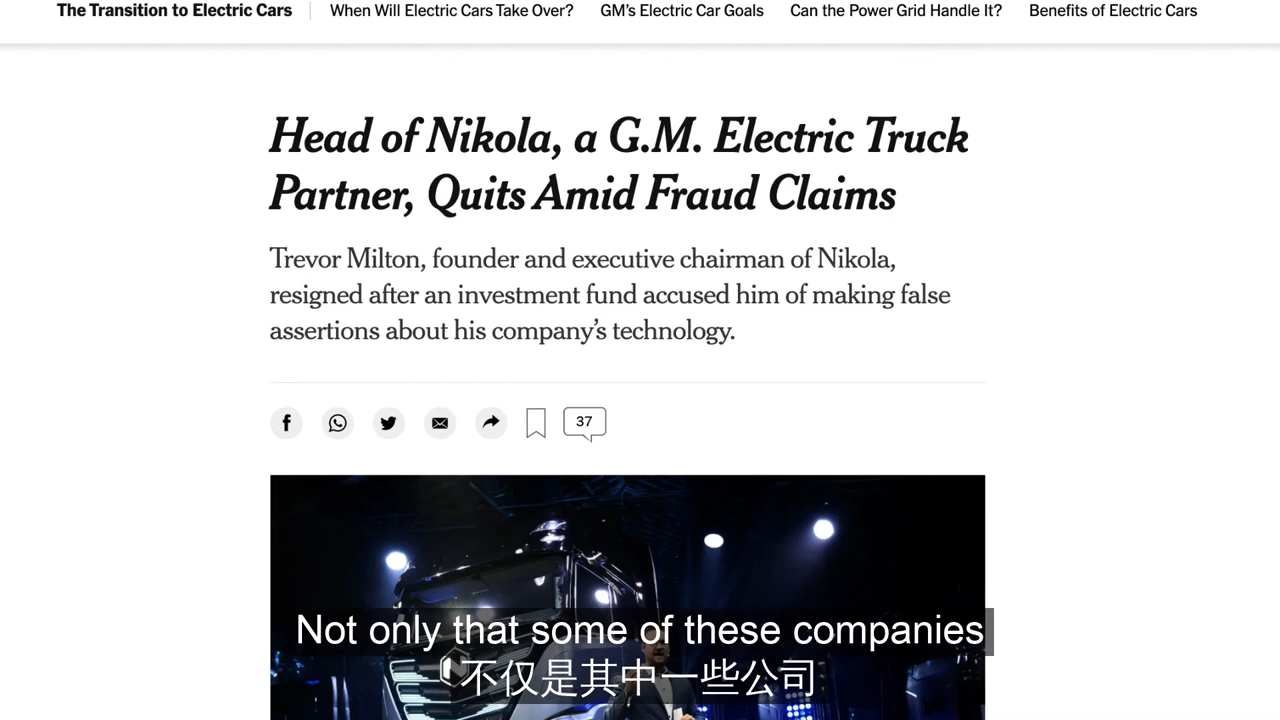 The Transition to Electric Cars When Will Electric Cars Take Over? GM's Electric Car Goals Can the Power Grid Handle It? Benefits of Electric Cars
Head of Nikola, a G.M. Electric Truck
Partner, Quits Amid Fraud Claims
Trevor Milton, founder and executive chairman of Nikola,
resigned after an investment fund accused him of making false
assertions about his company's technology.
37
Not only that some of these companies
不仅是其中一些公司